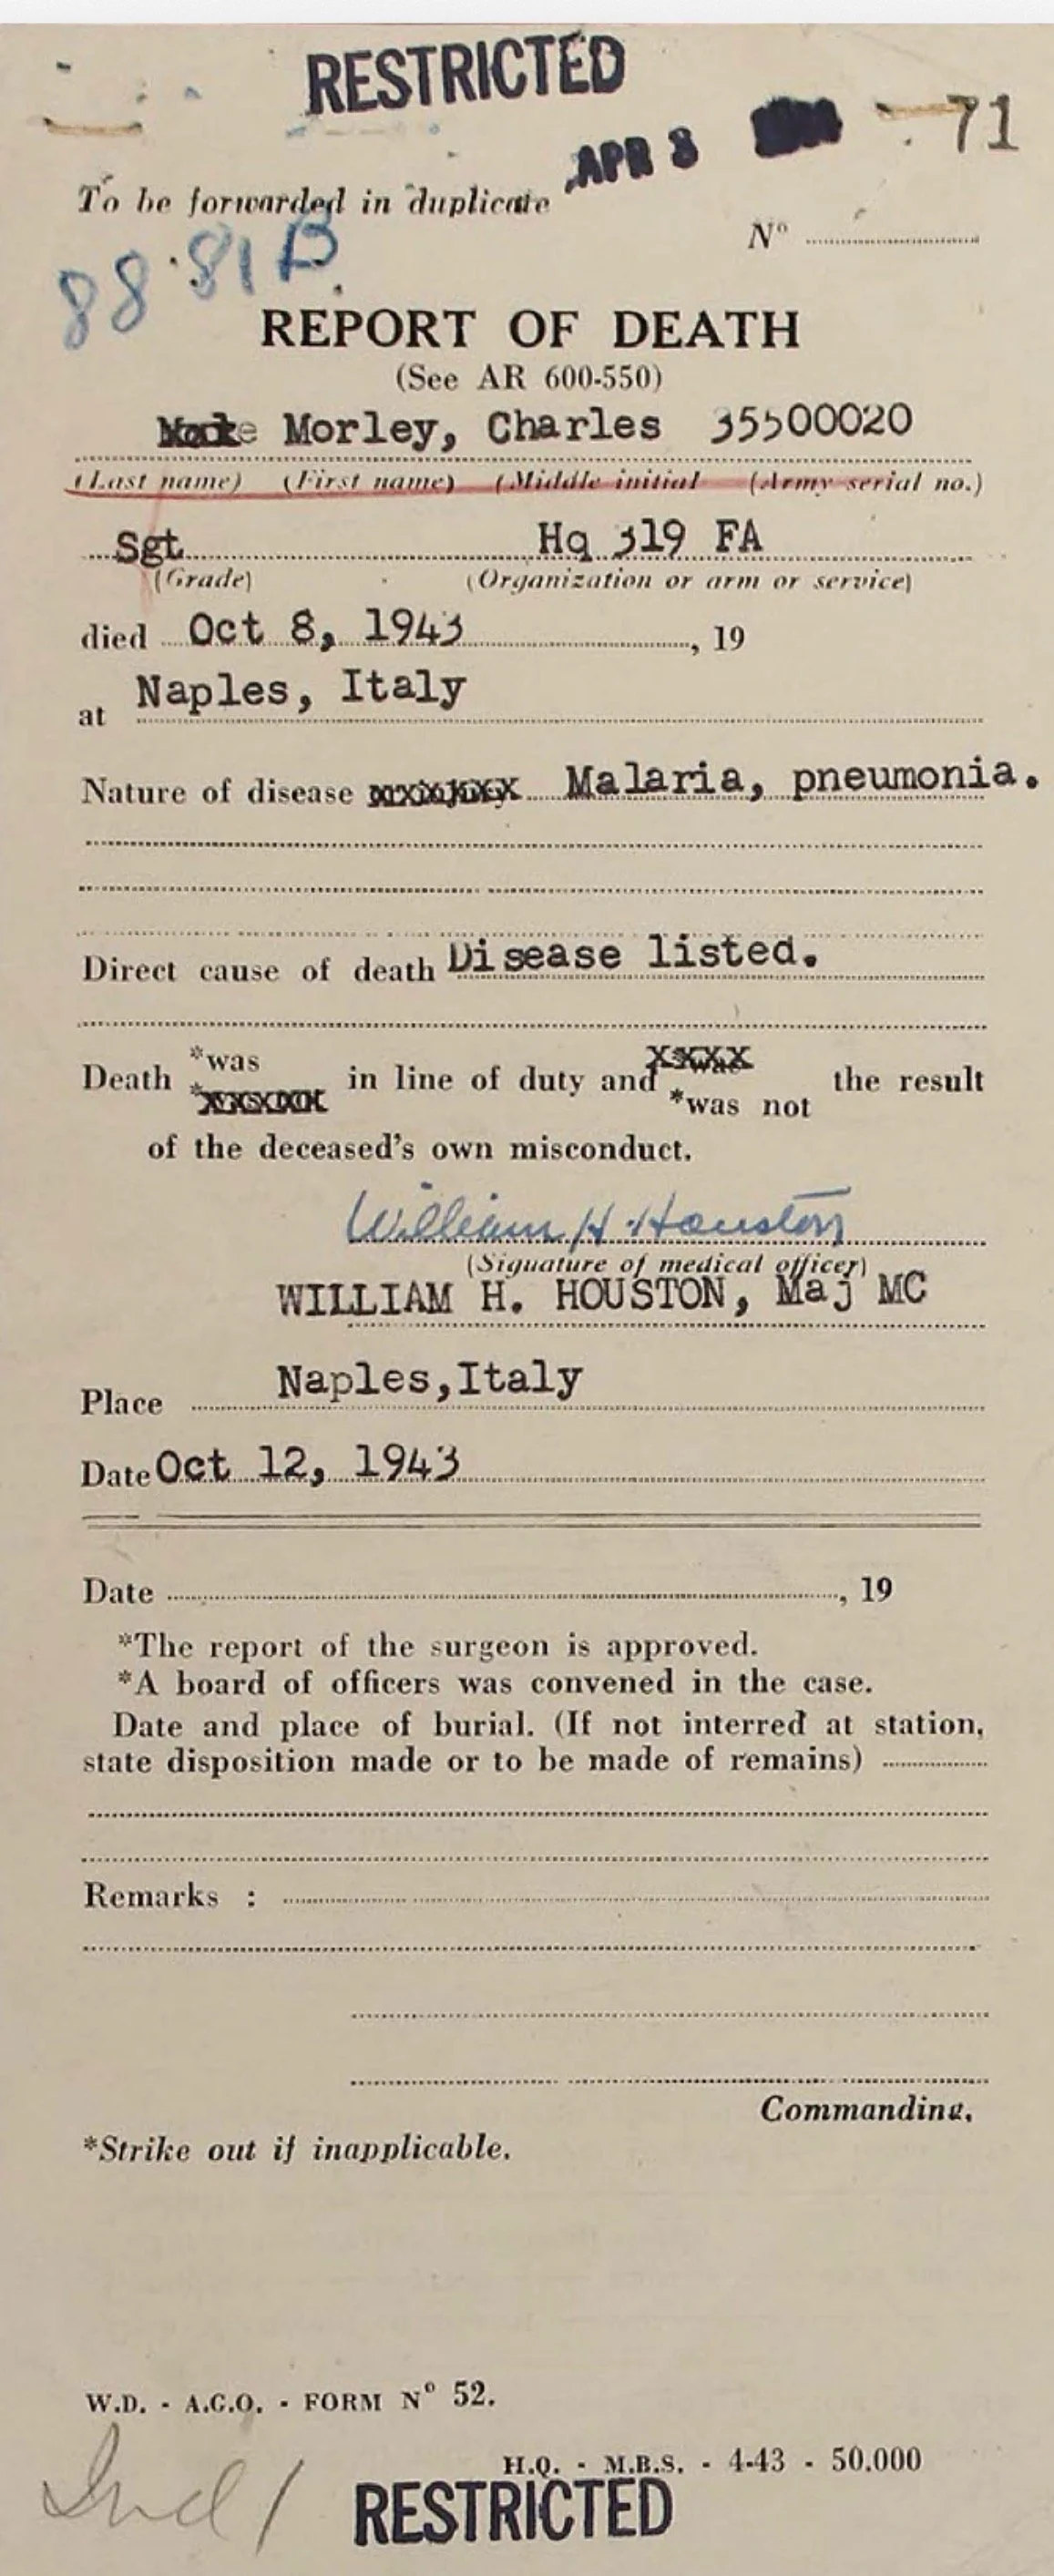 RESTRICTED
APR 8
71
To be forwarded in duplicate
Nº
88.81 B
REPORT OF DEATH
(See AR 600-550)
Morley, Charles 35500020
(Last name) (First name) (Middle initial (Army serial no.)
Sgt Hq 319 FA
(Grade) (Organization or arm or service)
died Oct 8, 1943 , 19
at Naples, Italy
Nature of disease Malaria, pneumonia.
Direct cause of death Disease listed.
Death *was in line of duty and *was not the result
of the deceased's own misconduct.
William H. Houston
(Signature of medical officer)
WILLIAM H. HOUSTON, Maj MC
Place Naples,Italy
Date Oct 12, 1943
Date , 19
*The report of the surgeon is approved.
*A board of officers was convened in the case.
Date and place of burial. (If not interred at station,
state disposition made or to be made of remains)
Remarks :
Commanding.
*Strike out if inapplicable.
W.D. - A.G.O. - FORM Nº 52.
H.Q. - M.B.S. - 4-43 - 50.000
Incl 1
RESTRICTED